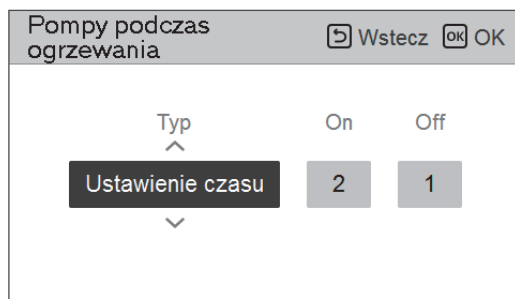 Pompy podczas
ogrzewania
Wstecz OK OK
Typ On Off
Ustawienie czasu 2 1